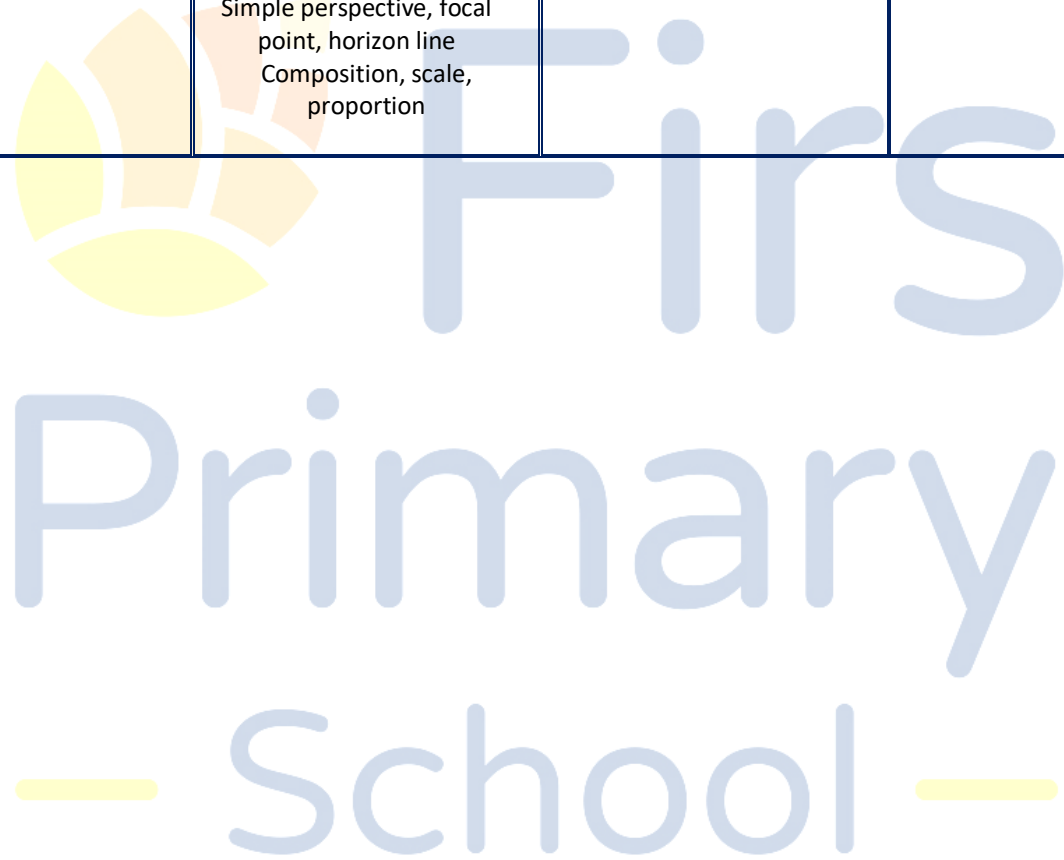 Simple perspective, focal
point, horizon line
Composition, scale,
proportion
Firs
Primary
School